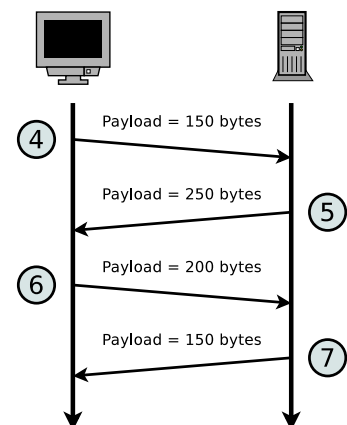 Payload = 150 bytes
4
Payload = 250 bytes
5
Payload = 200 bytes
6
Payload = 150 bytes
7